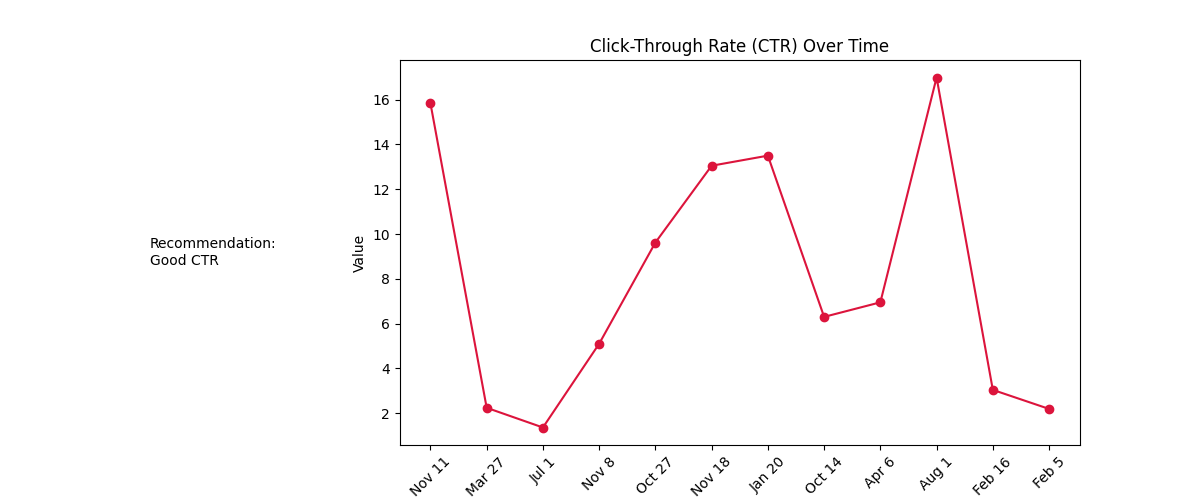 Click-Through Rate (CTR) Over Time
Recommendation:
Good CTR
Value
16
14
12
10
8
6
4
2
Nov 11
Mar 27
Jul 1
Nov 8
Oct 27
Nov 18
Jan 20
Oct 14
Apr 6
Aug 1
Feb 16
Feb 5